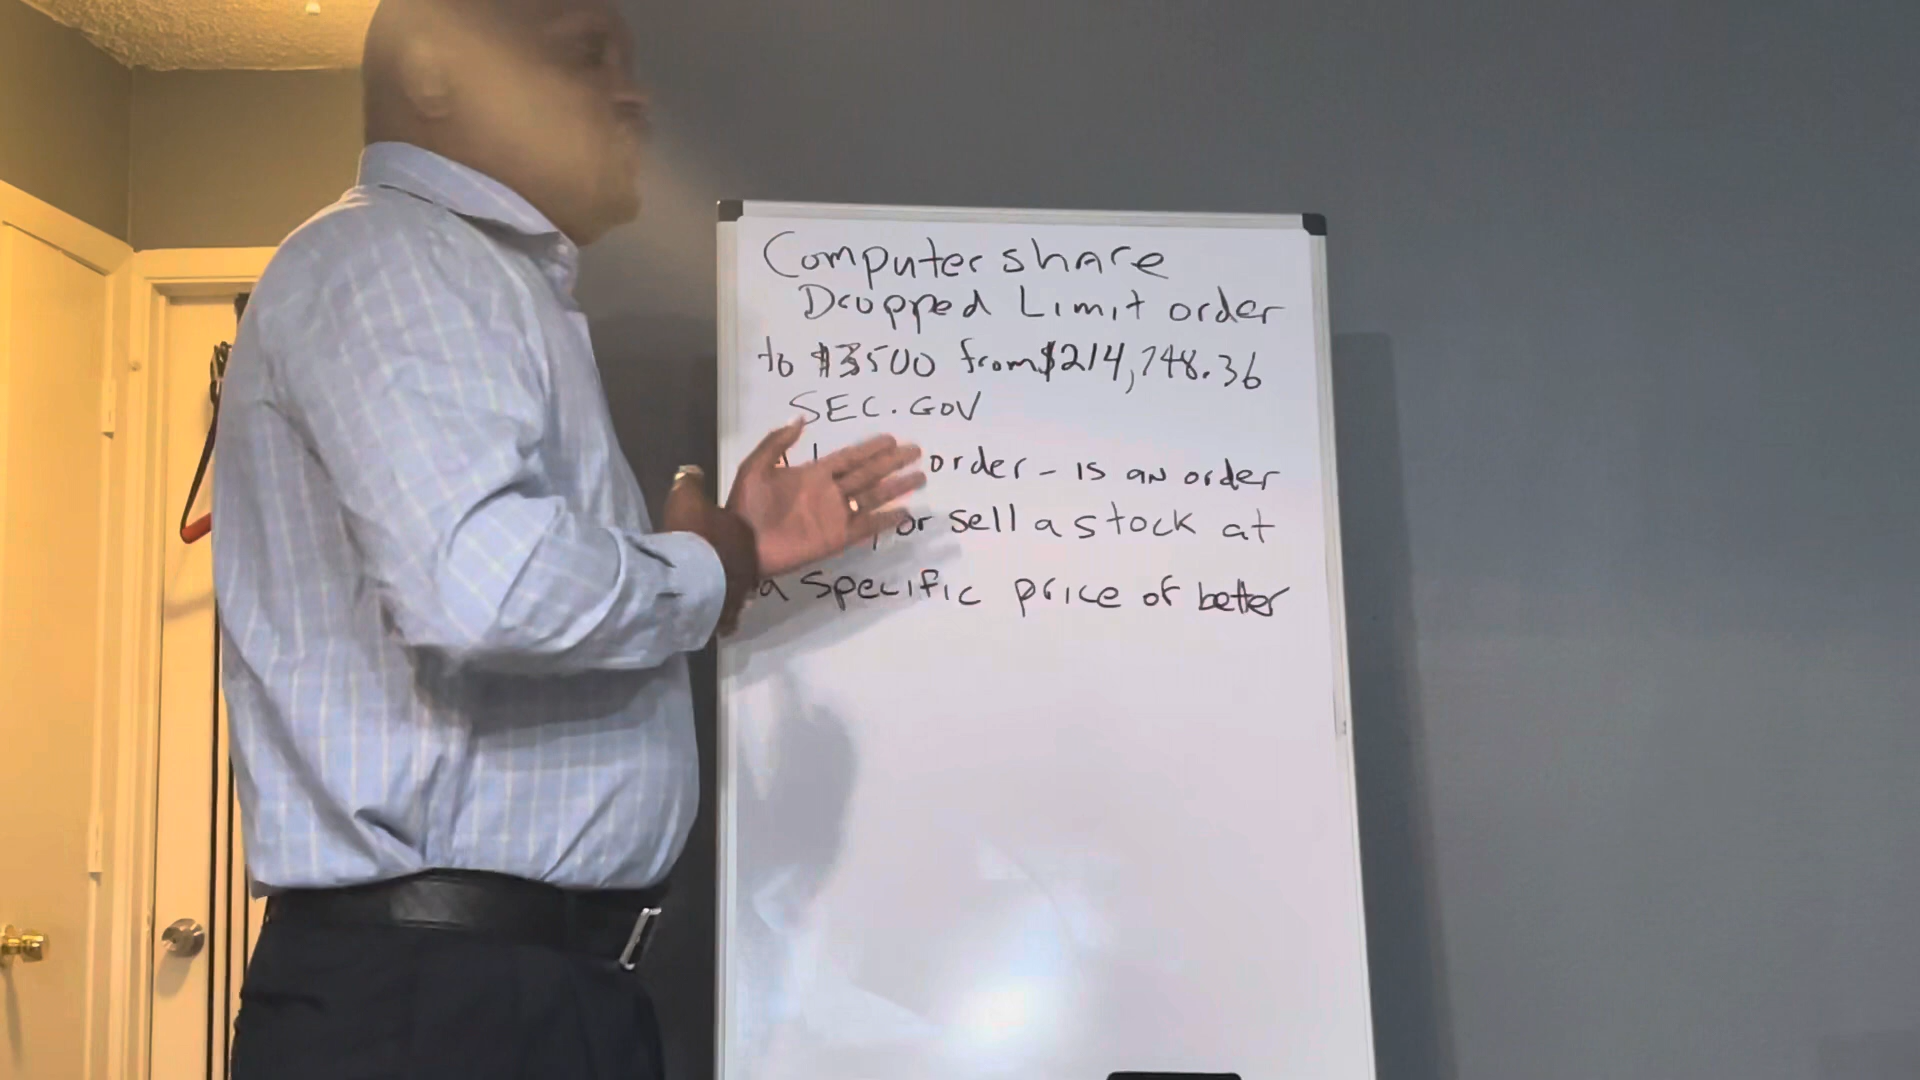 Computershare
Dropped Limit order
to $3500 from $214,748.36
SEC.GOV
order - is an order
or sell a stock at
a specific price of better